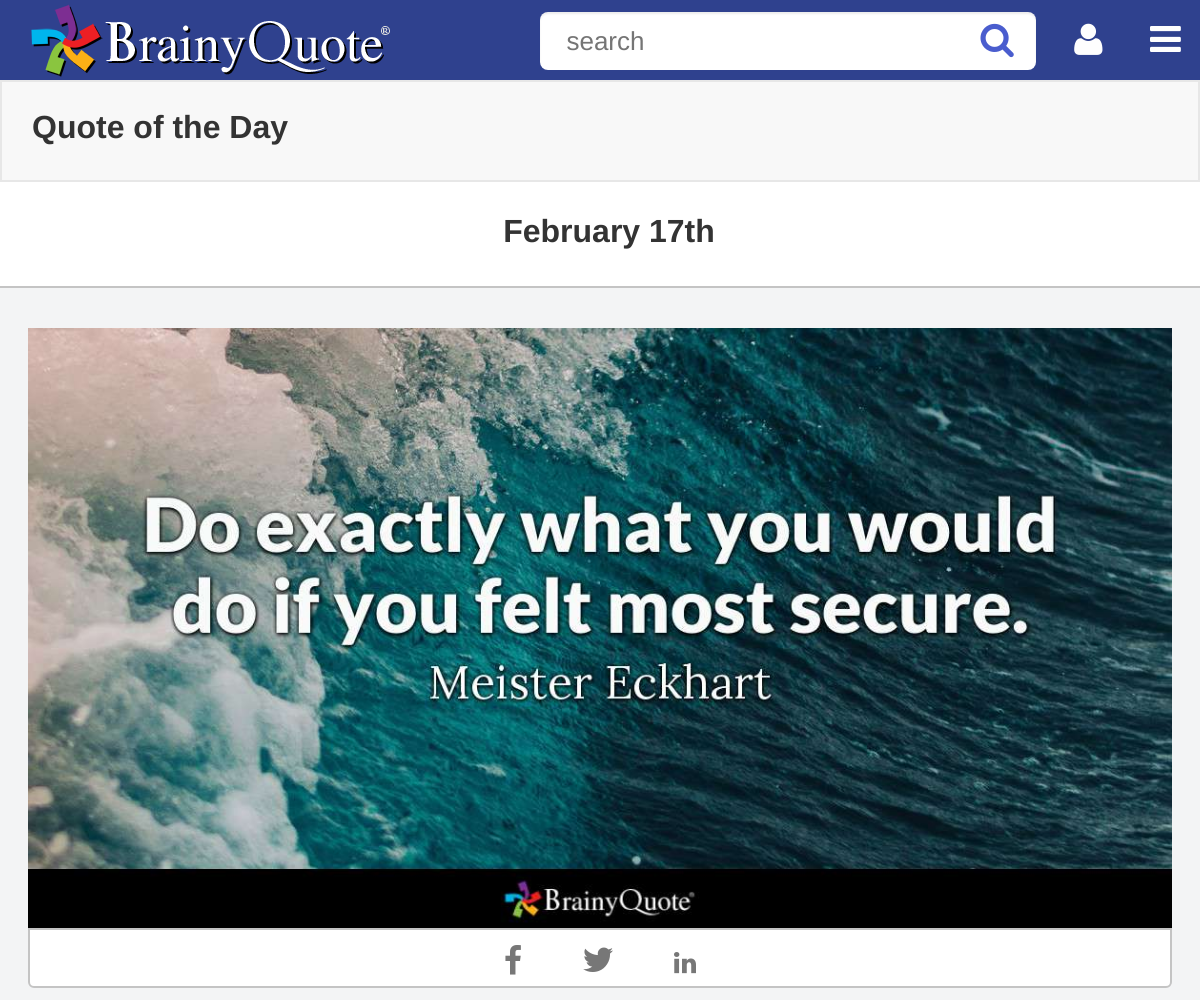 BrainyQuote®
search
Quote of the Day
February 17th
Do exactly what you would
do if you felt most secure.
Meister Eckhart
BrainyQuote®